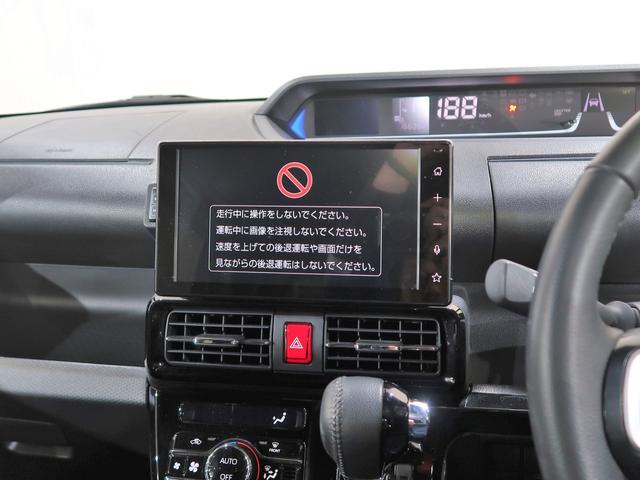 188
km/h
走行中に操作をしないでください。
運転中に画像を注視しないでください。
速度を上げての後退運転や画面だけを
見ながらの後退運転はしないでください。
FRONT
AUTO
OFF